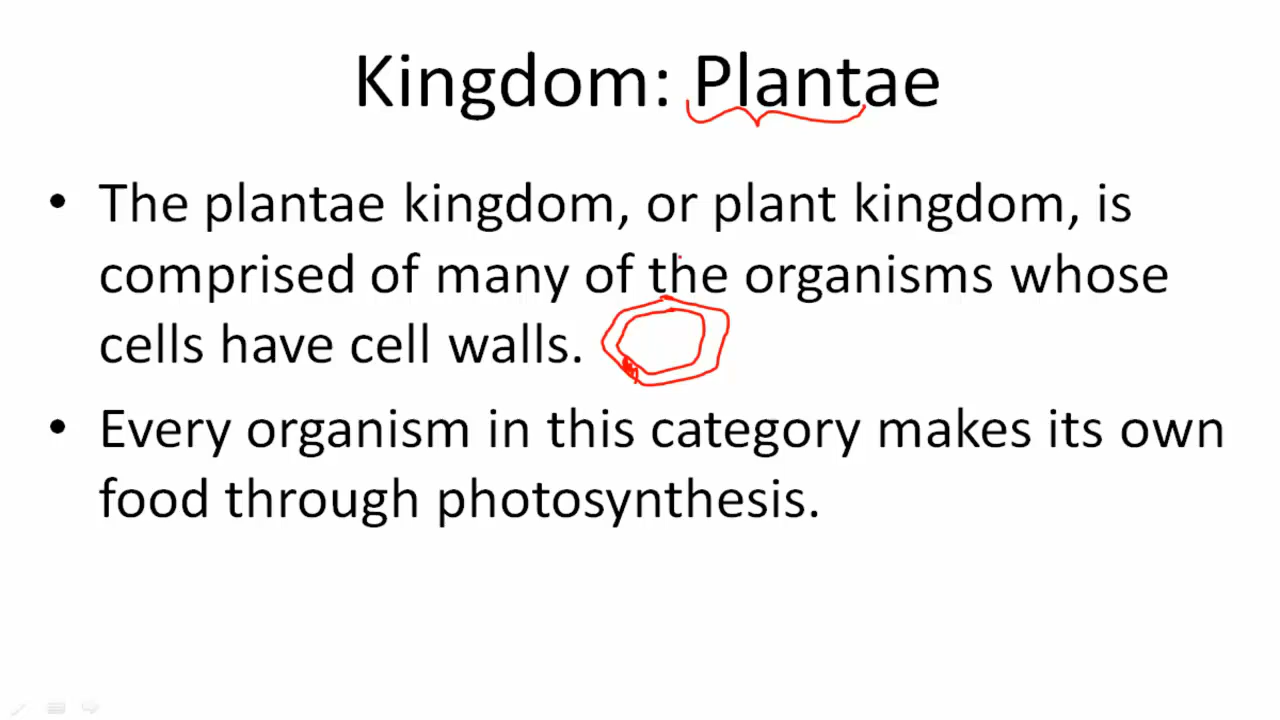 Kingdom: Plantae
• The plantae kingdom, or plant kingdom, is
comprised of many of the organisms whose
cells have cell walls.
• Every organism in this category makes its own
food through photosynthesis.